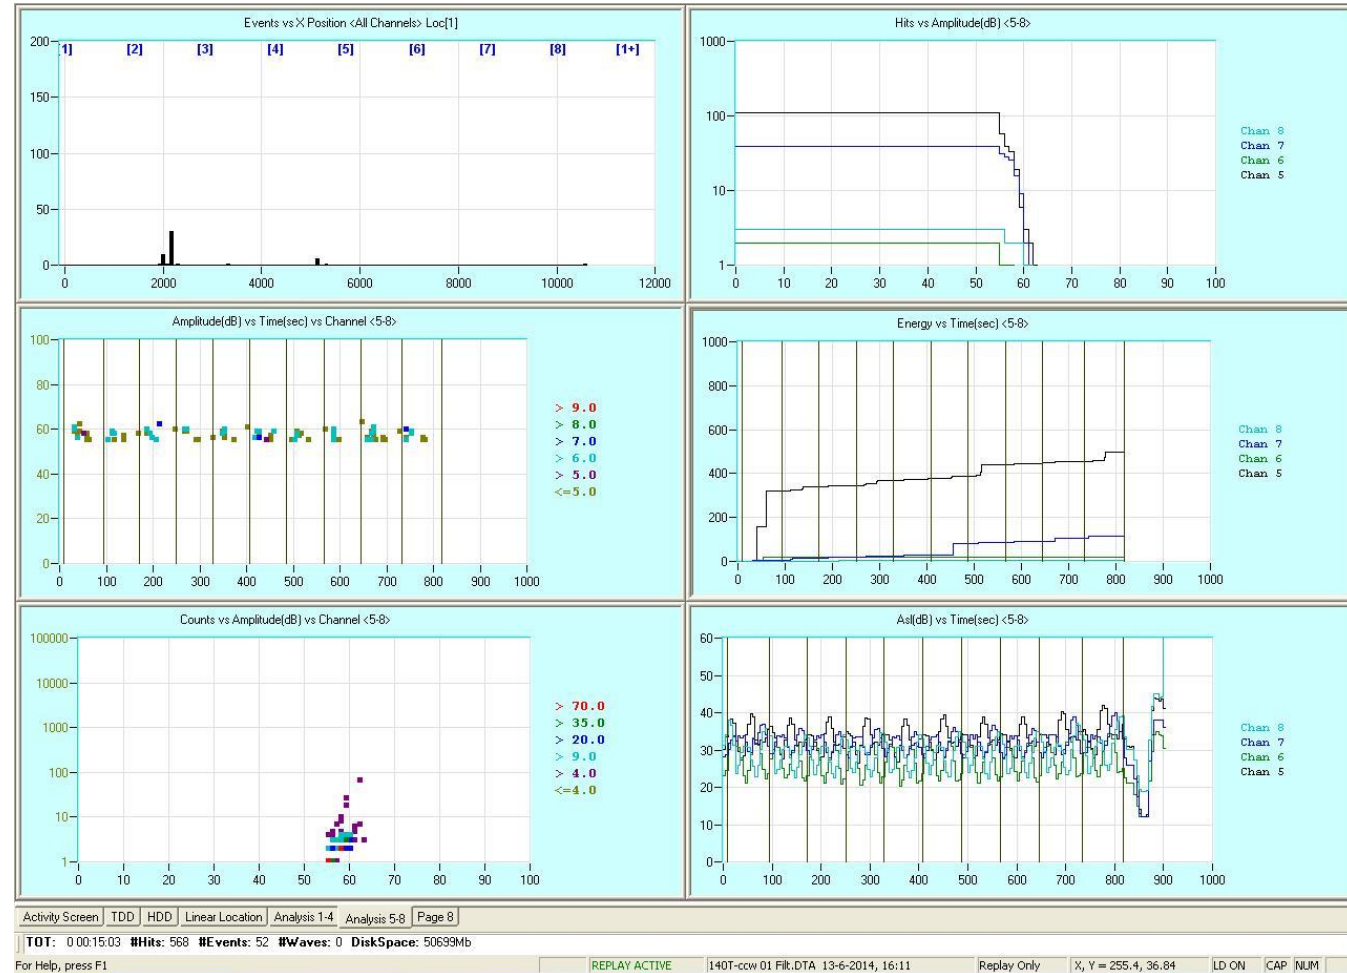 Events vs X Position <All Channels> Loc[1]
200
150
100
50
0
1] [2] [3] [4] [5] [6] [7] [8] [1+]
0 2000 4000 6000 8000 10000 12000
Hits vs Amplitude(dB) <5-8>
1000
100
10
1
0 10 20 30 40 50 60 70 80 90 100
Chan 8
Chan 7
Chan 6
Chan 5
Amplitude(dB) vs Time(sec) vs Channel <5-8>
100
80
60
40
20
0
0 100 200 300 400 500 600 700 800 900 1000
> 9.0
> 8.0
> 7.0
> 6.0
> 5.0
<=5.0
Energy vs Time(sec) <5-8>
1000
800
600
400
200
0
0 100 200 300 400 500 600 700 800 900 1000
Chan 8
Chan 7
Chan 6
Chan 5
Counts vs Amplitude(dB) vs Channel <5-8>
100000
10000
1000
100
10
1
0 10 20 30 40 50 60 70 80 90 100
> 70.0
> 35.0
> 20.0
> 9.0
> 4.0
<=4.0
Asl(dB) vs Time(sec) <5-8>
60
50
40
30
20
10
0
0 100 200 300 400 500 600 700 800 900 1000
Chan 8
Chan 7
Chan 6
Chan 5
Activity Screen TDD HDD Linear Location Analysis 1-4 Analysis 5-8 Page 8
TOT: 0 00:15:03 #Hits: 568 #Events: 52 #Waves: 0 DiskSpace: 50699Mb
For Help, press F1 REPLAY ACTIVE 140T-ccw 01 Filt.DTA 13-6-2014, 16:11 Replay Only X, Y = 255.4, 36.84 LD ON CAP NUM